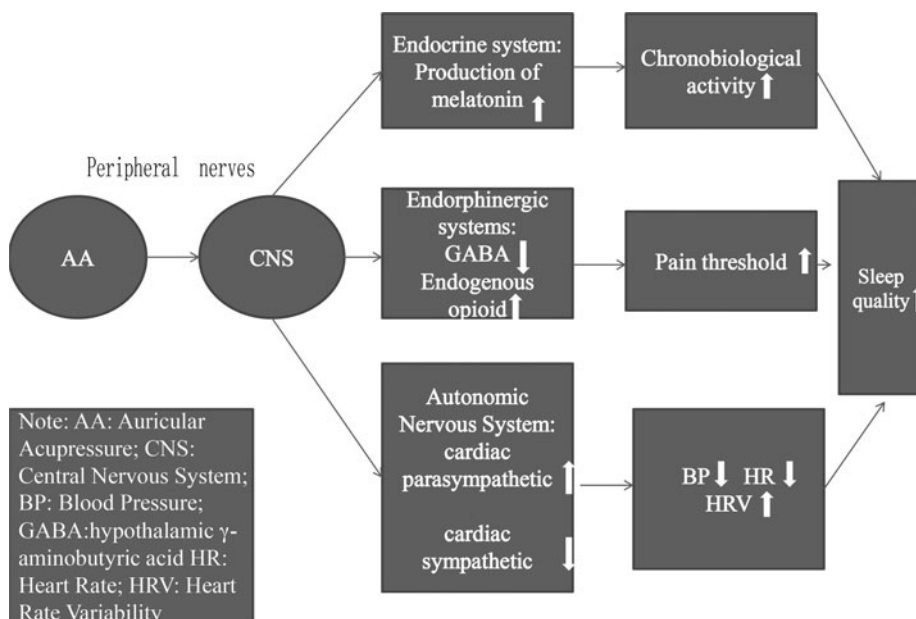 Endocrine system:
Production of
melatonin
Chronobiological
activity
Peripheral nerves
AA
CNS
Endorphinergic
systems:
GABA
Endogenous
opioid
Pain threshold
Sleep
quality
Autonomic
Nervous System:
cardiac
parasympathetic
cardiac
sympathetic
BP HR
HRV
Note: AA: Auricular
Acupressure; CNS:
Central Nervous System;
BP: Blood Pressure;
GABA:hypothalamic γ-
aminobutyric acid HR:
Heart Rate; HRV: Heart
Rate Variability